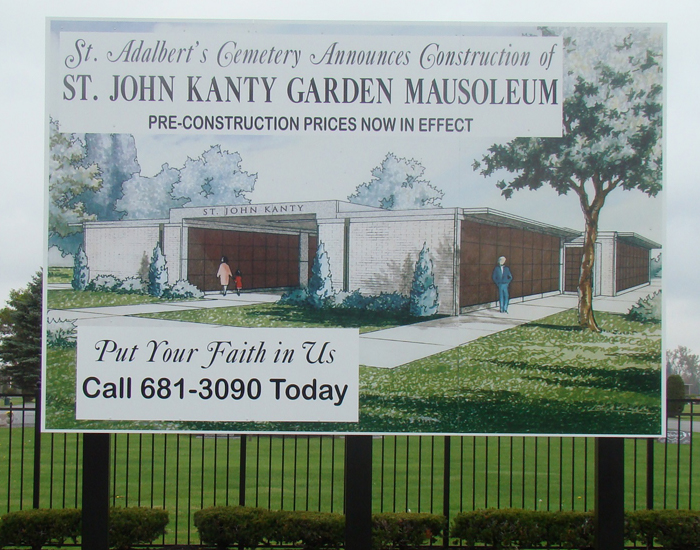 St. Adalbert's Cemetery Announces Construction of
ST. JOHN KANTY GARDEN MAUSOLEUM
PRE-CONSTRUCTION PRICES NOW IN EFFECT
ST. JOHN KANTY
Put Your Faith in Us
Call 681-3090 Today